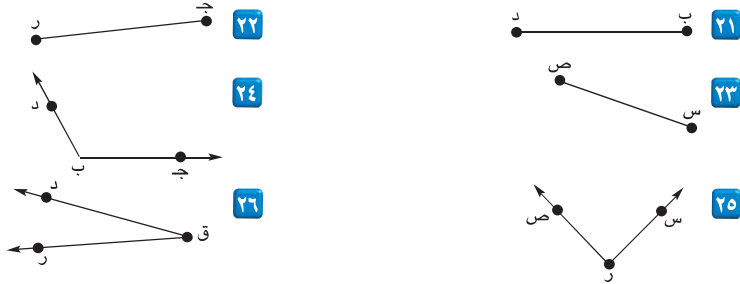 ٢١ ب د
٢٢ جـ ر
٢٣ ص س
٢٤ د ب جـ
٢٥ س ص ر
٢٦ د ق ر